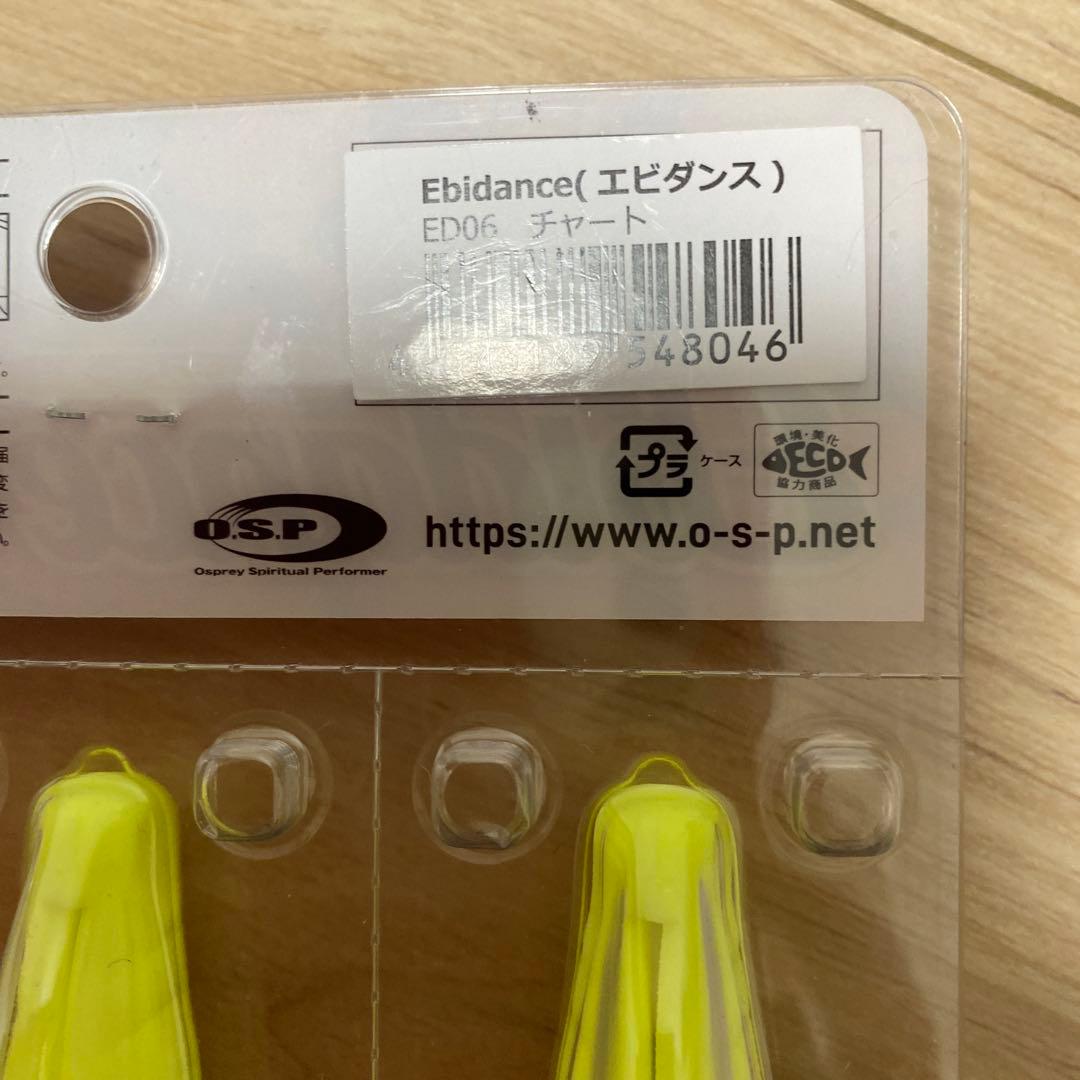 Ebidance(エビダンス)
ED06 チャート
548046
プラ
ケース
環境・美化
ECO
協力商品
O.S.P
Osprey Spiritual Performer
https://www.o-s-p.net